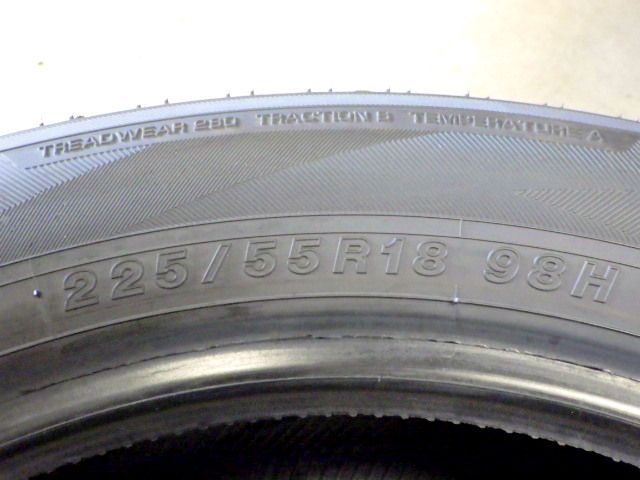 TREADWEAR 280 TRACTION B TEMPERATURE A
225/55R18 98H